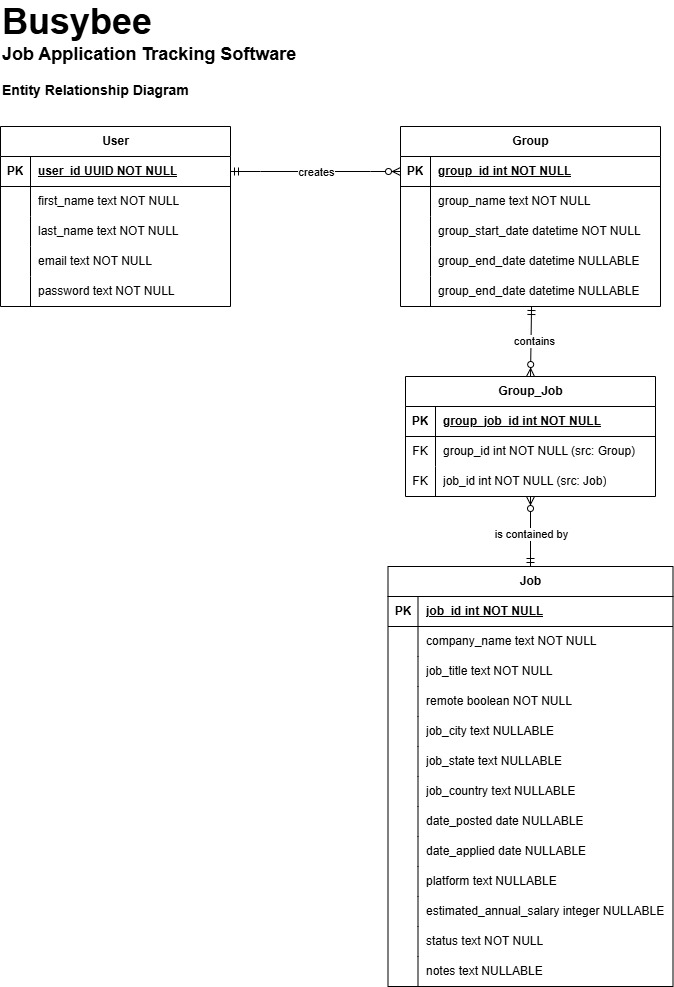 Busybee
Job Application Tracking Software
Entity Relationship Diagram
User
PK user_id UUID NOT NULL
first_name text NOT NULL
last_name text NOT NULL
email text NOT NULL
password text NOT NULL
creates
Group
PK group_id int NOT NULL
group_name text NOT NULL
group_start_date datetime NOT NULL
group_end_date datetime NULLABLE
group_end_date datetime NULLABLE
contains
Group_Job
PK group_job_id int NOT NULL
FK group_id int NOT NULL (src: Group)
FK job_id int NOT NULL (src: Job)
is contained by
Job
PK job_id int NOT NULL
company_name text NOT NULL
job_title text NOT NULL
remote boolean NOT NULL
job_city text NULLABLE
job_state text NULLABLE
job_country text NULLABLE
date_posted date NULLABLE
date_applied date NULLABLE
platform text NULLABLE
estimated_annual_salary integer NULLABLE
status text NOT NULL
notes text NULLABLE